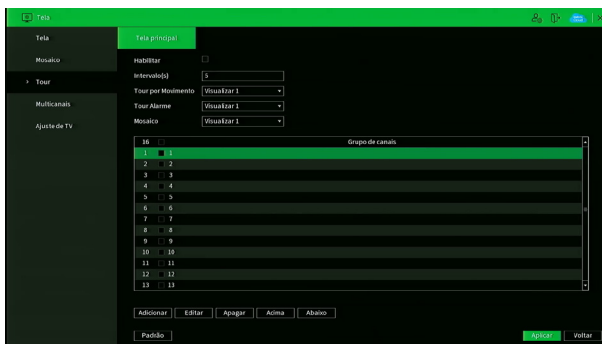 Tela
Tela
Mosaico
Tour
Multicanais
Ajuste de TV
Tela principal
Habilitar
Intervalo(s) 5
Tour por Movimento Visualizar 1
Tour Alarme Visualizar 1
Mosaico Visualizar 1
16 Grupo de canais
1 1
2 2
3 3
4 4
5 5
6 6
7 7
8 8
9 9
10 10
11 11
12 12
13 13
Adicionar Editar Apagar Acima Abaixo
Padrão Aplicar Voltar